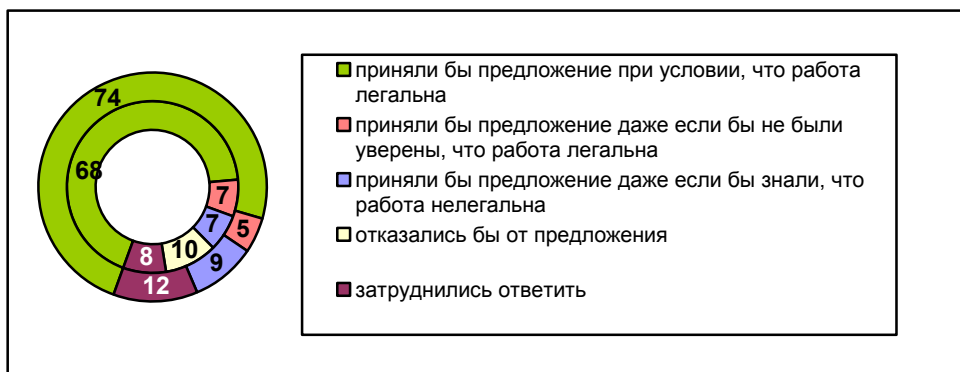 74
68
7
7
5
10
8
9
12
приняли бы предложение при условии, что работа
легальна
приняли бы предложение даже если бы не были
уверены, что работа легальна
приняли бы предложение даже если бы знали, что
работа нелегальна
отказались бы от предложения
затруднились ответить